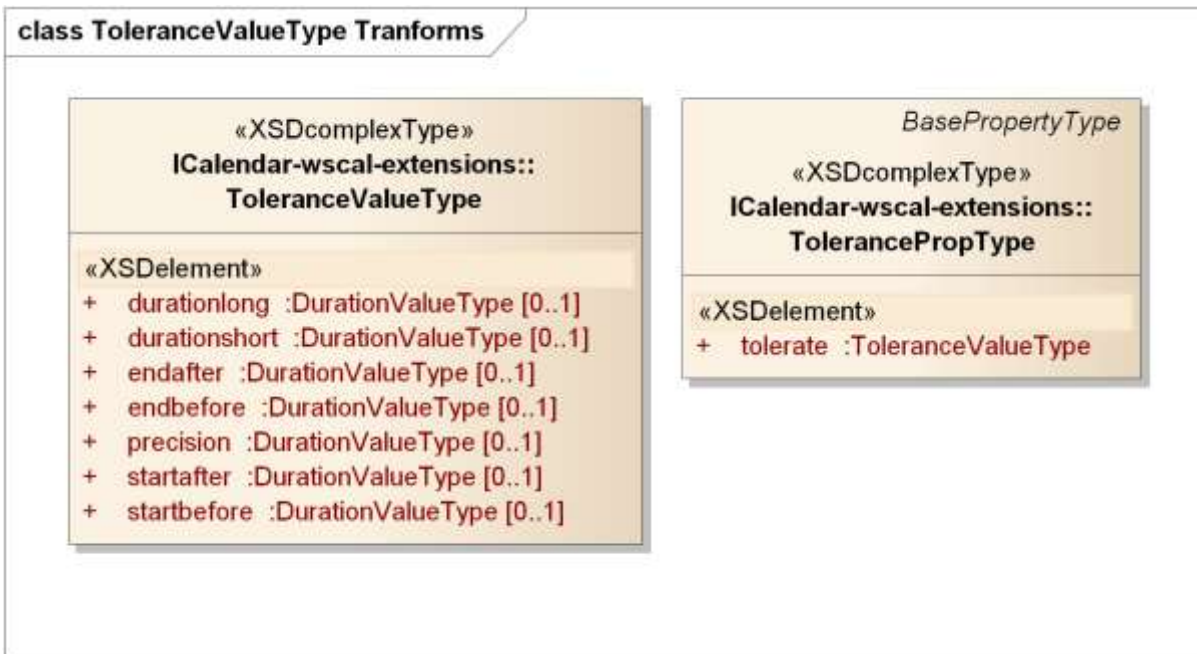 class ToleranceValueType Tranforms
«XSDcomplexType»
ICalendar-wscal-extensions::
ToleranceValueType
«XSDelement»
+ durationlong :DurationValueType [0..1]
+ durationshort :DurationValueType [0..1]
+ endafter :DurationValueType [0..1]
+ endbefore :DurationValueType [0..1]
+ precision :DurationValueType [0..1]
+ startafter :DurationValueType [0..1]
+ startbefore :DurationValueType [0..1]
BasePropertyType
«XSDcomplexType»
ICalendar-wscal-extensions::
TolerancePropType
«XSDelement»
+ tolerate :ToleranceValueType